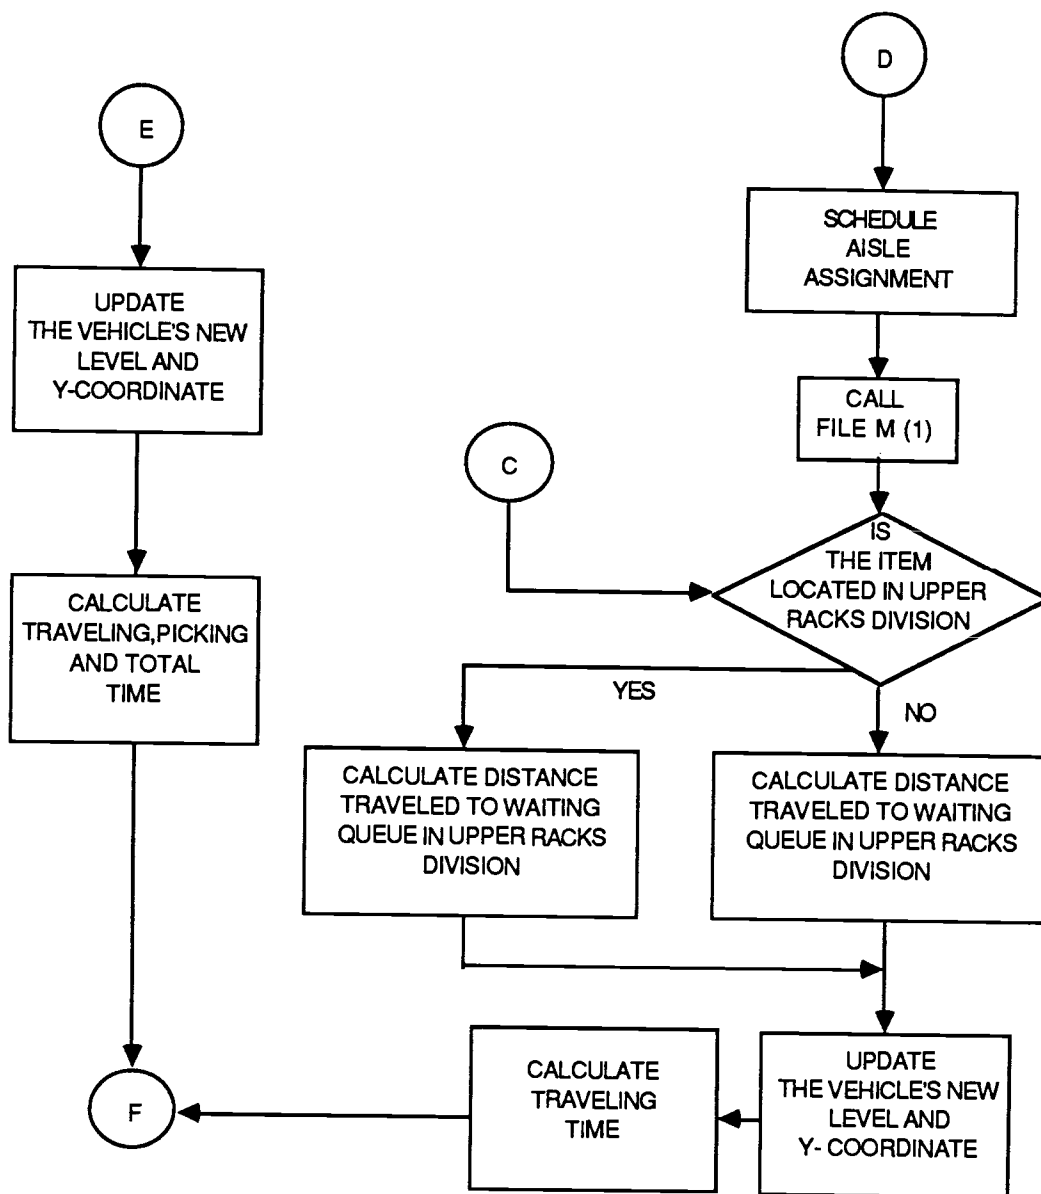 D
E
SCHEDULE
AISLE
ASSIGNMENT
UPDATE
THE VEHICLE'S NEW
LEVEL AND
Y-COORDINATE
CALL
FILE M (1)
C
IS
THE ITEM
LOCATED IN UPPER
RACKS DIVISION
CALCULATE
TRAVELING,PICKING
AND TOTAL
TIME
YES
NO
CALCULATE DISTANCE
TRAVELED TO WAITING
QUEUE IN UPPER RACKS
DIVISION
CALCULATE DISTANCE
TRAVELED TO WAITING
QUEUE IN UPPER RACKS
DIVISION
UPDATE
THE VEHICLE'S NEW
LEVEL AND
Y- COORDINATE
CALCULATE
TRAVELING
TIME
F